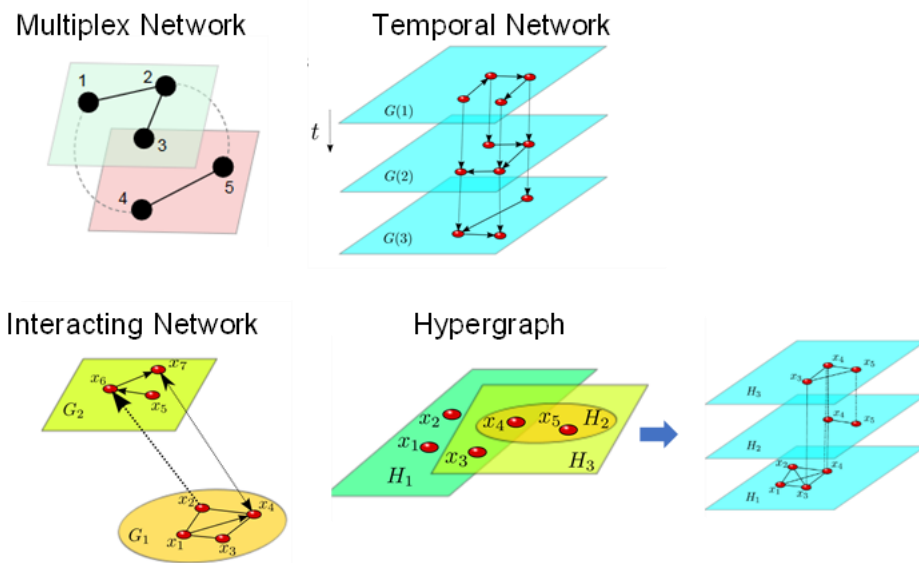 Multiplex Network
Temporal Network
1
2
3
4
5
t
G(1)
G(2)
G(3)
Interacting Network
Hypergraph
x₇
x₆
x₅
G₂
x₂
x₄
G₁
x₁
x₃
x₂
x₄
x₅
H₂
x₁
x₃
H₃
H₁
x₄
x₅
x₃
H₃
x₄
x₅
H₂
x₂
x₄
x₁
x₃
H₁